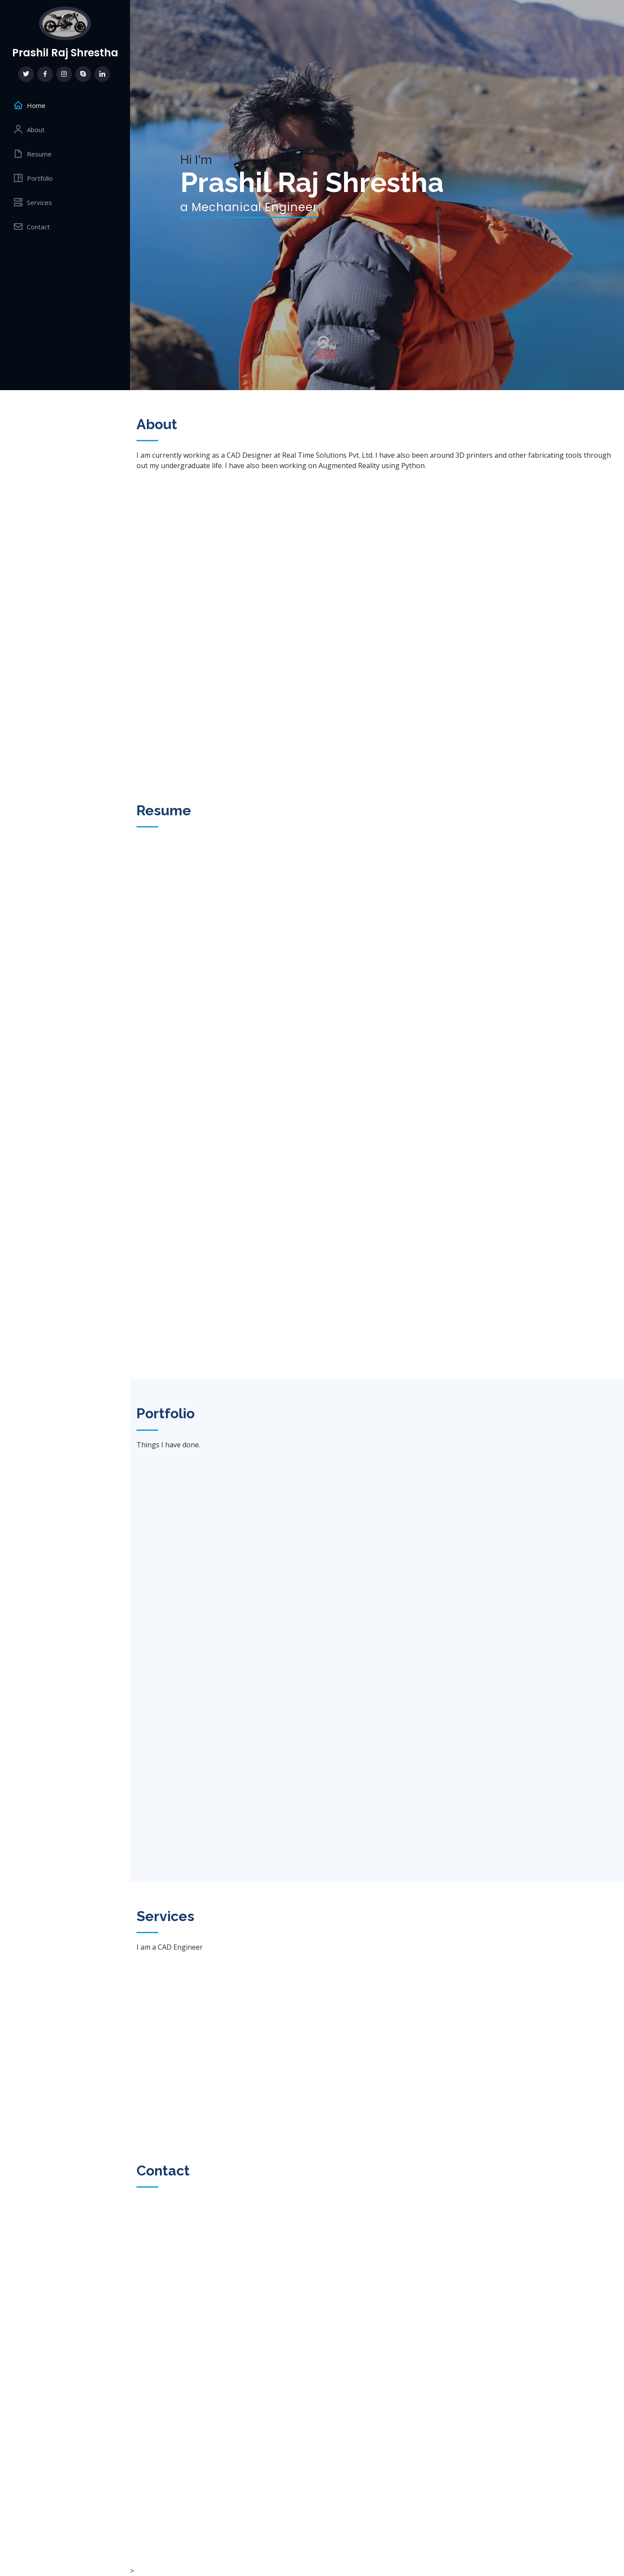 Prashil Raj Shrestha
Home
About
Resume
Portfolio
Services
Contact
Hi I'm
Prashil Raj Shrestha
a Mechanical Engineer
About
I am currently working as a CAD Designer at Real Time Solutions Pvt. Ltd. I have also been around 3D printers and other fabricating tools through
out my undergraduate life. I have also been working on Augmented Reality using Python.
Resume
Portfolio
Things I have done.
Services
I am a CAD Engineer
Contact
>